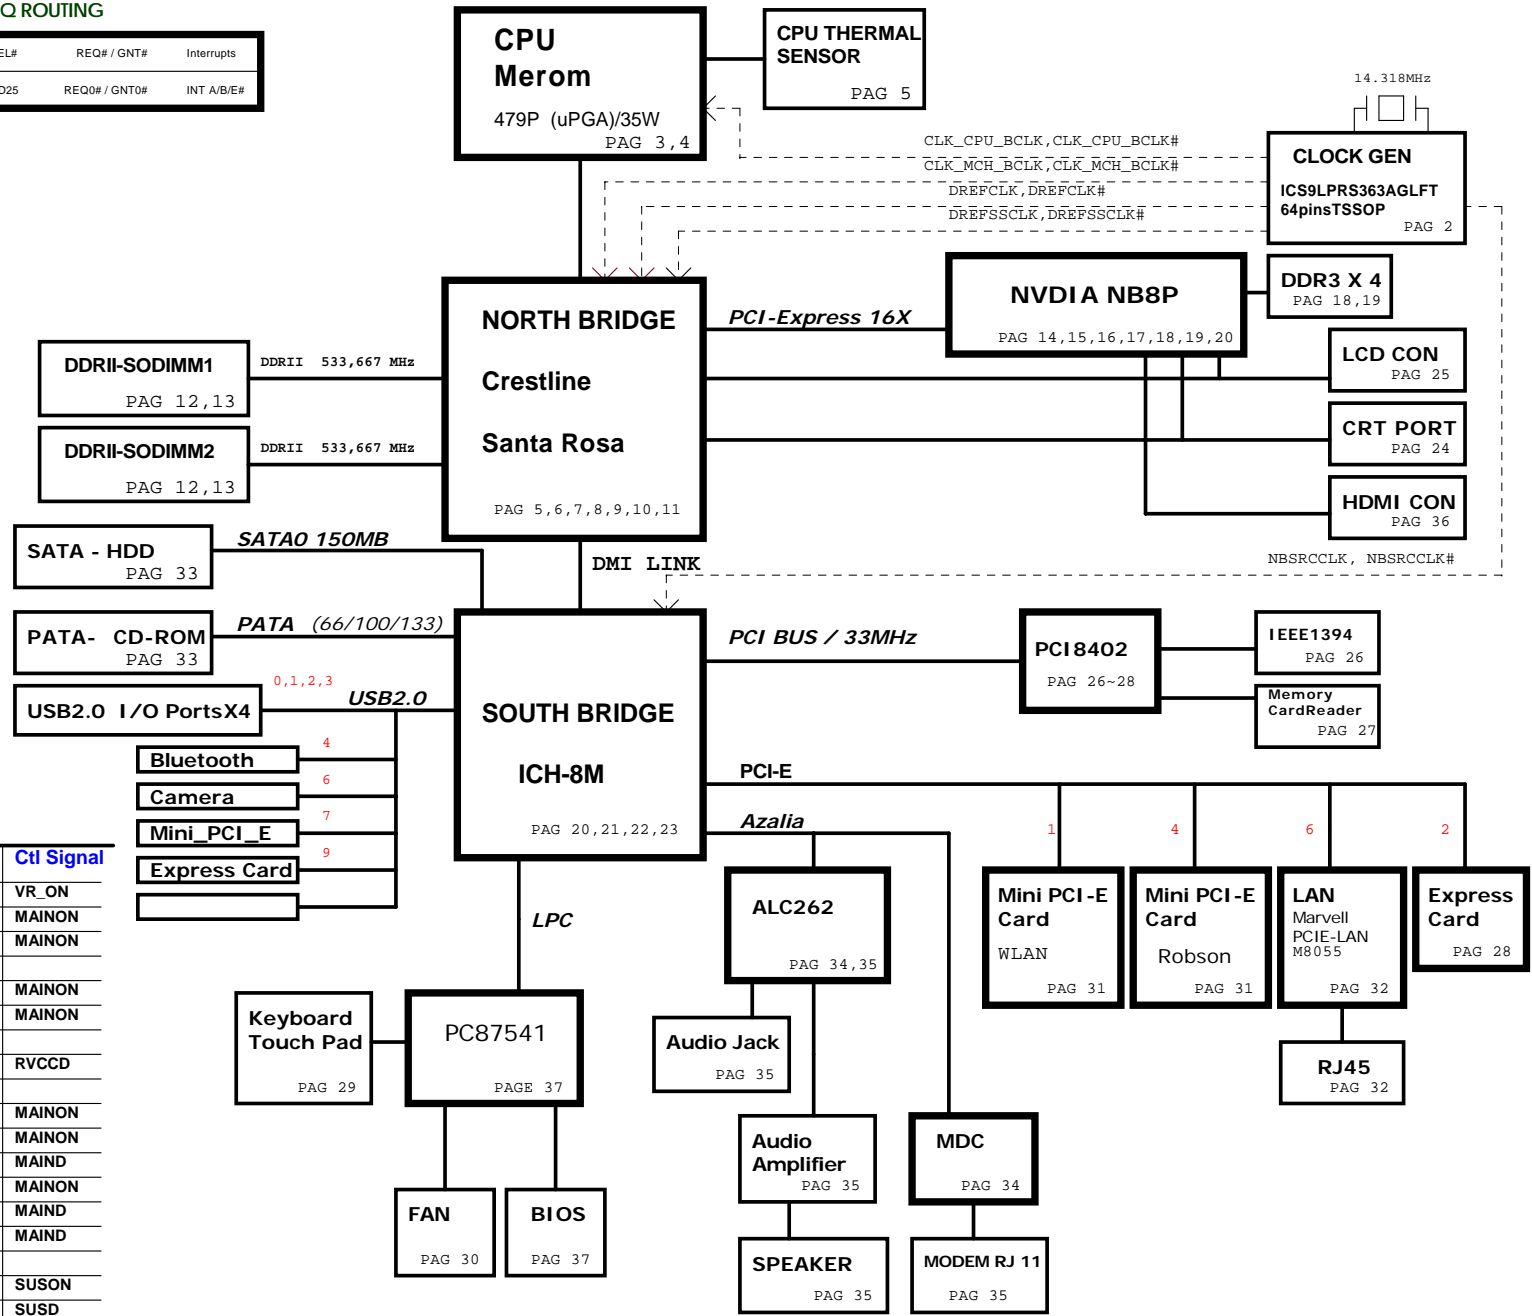 Q ROUTING
EL# REQ# / GNT# Interrupts
D25 REQ0# / GNT0# INT A/B/E#
CPU
Merom
479P (uPGA)/35W
PAG 3,4
CPU THERMAL
SENSOR
PAG 5
14.318MHz
CLOCK GEN
ICS9LPRS363AGLFT
64pinsTSSOP
PAG 2
CLK_CPU_BCLK,CLK_CPU_BCLK#
CLK_MCH_BCLK,CLK_MCH_BCLK#
DREFCLK,DREFCLK#
DREFSSCLK,DREFSSCLK#
NORTH BRIDGE
Crestline
Santa Rosa
PAG 5,6,7,8,9,10,11
PCI-Express 16X
NVDIA NB8P
PAG 14,15,16,17,18,19,20
DDR3 X 4
PAG 18,19
LCD CON
PAG 25
CRT PORT
PAG 24
HDMI CON
PAG 36
DDRII-SODIMM1
PAG 12,13
DDRII 533,667 MHz
DDRII-SODIMM2
PAG 12,13
DDRII 533,667 MHz
SATA - HDD
PAG 33
SATA0 150MB
DMI LINK
NBSRCCLK, NBSRCCLK#
PATA- CD-ROM
PAG 33
PATA (66/100/133)
USB2.0 I/O PortsX4
0,1,2,3
USB2.0
Bluetooth
4
Camera
6
Mini_PCI_E
7
Express Card
9
SOUTH BRIDGE
ICH-8M
PAG 20,21,22,23
PCI BUS / 33MHz
PCI8402
PAG 26~28
IEEE1394
PAG 26
Memory
CardReader
PAG 27
PCI-E
Azalia
1
4
6
2
Mini PCI-E
Card
WLAN
PAG 31
Mini PCI-E
Card
Robson
PAG 31
LAN
Marvell
PCIE-LAN
M8055
PAG 32
Express
Card
PAG 28
RJ45
PAG 32
LPC
ALC262
PAG 34,35
Audio Jack
PAG 35
Audio
Amplifier
PAG 35
SPEAKER
PAG 35
MDC
PAG 34
MODEM RJ 11
PAG 35
Keyboard
Touch Pad
PAG 29
PC87541
PAGE 37
FAN
PAG 30
BIOS
PAG 37
Ctl Signal
VR_ON
MAINON
MAINON
MAINON
MAINON
RVCCD
MAINON
MAINON
MAIND
MAINON
MAIND
MAIND
SUSON
SUSD